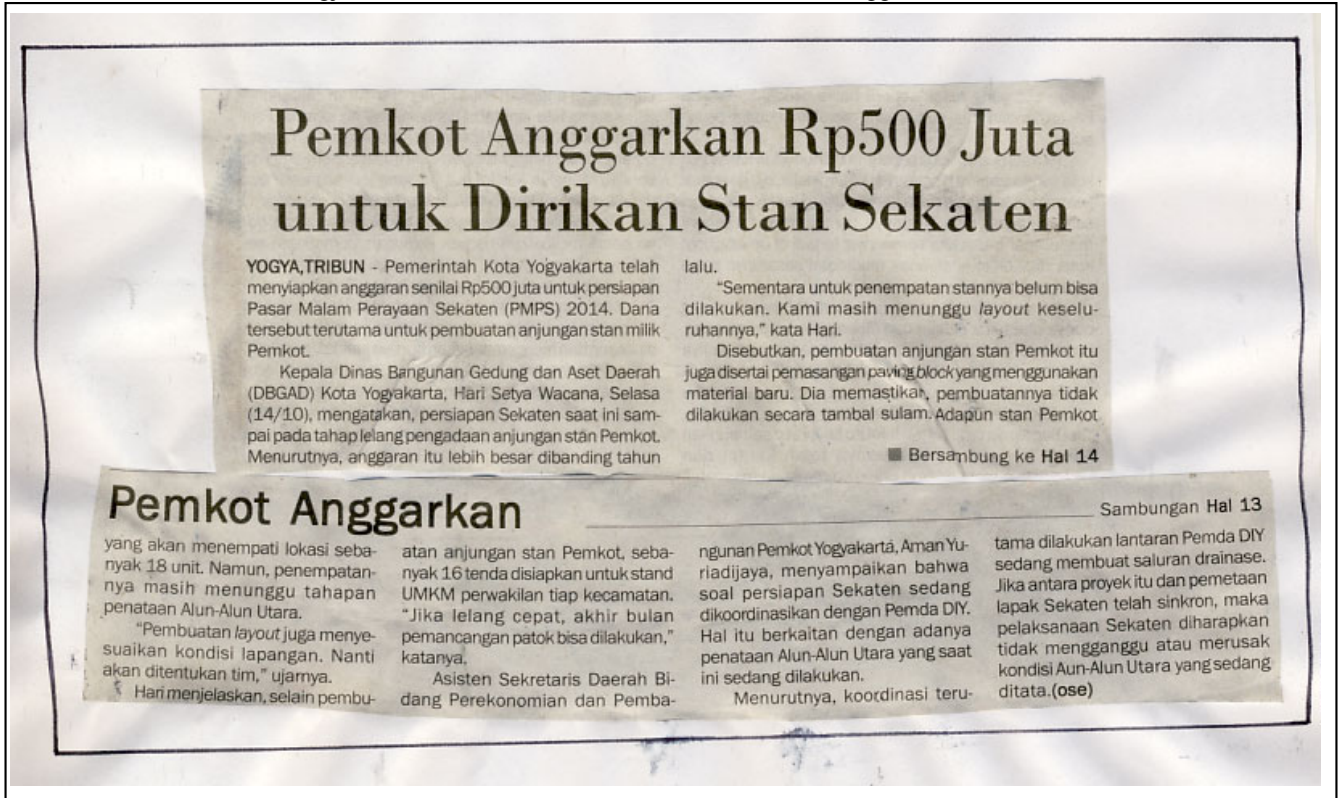 Pemkot Anggarkan Rp500 Juta
untuk Dirikan Stan Sekaten
YOGYA,TRIBUN - Pemerintah Kota Yogyakarta telah
menyiapkan anggaran senilai Rp500 juta untuk persiapan
Pasar Malam Perayaan Sekaten (PMPS) 2014. Dana
tersebut terutama untuk pembuatan anjungan stan milik
Pemkot.
Kepala Dinas Bangunan Gedung dan Aset Daerah
(DBGAD) Kota Yogyakarta, Hari Setya Wacana, Selasa
(14/10), mengatakan, persiapan Sekaten saat ini sam-
pai pada tahap lelang pengadaan anjungan stan Pemkot.
Menurutnya, anggaran itu lebih besar dibanding tahun
lalu.
"Sementara untuk penempatan stannya belum bisa
dilakukan. Kami masih menunggu layout keselu-
ruhannya," kata Hari.
Disebutkan, pembuatan anjungan stan Pemkot itu
juga disertai pemasangan paving block yang menggunakan
material baru. Dia memastikan, pembuatannya tidak
dilakukan secara tambal sulam. Adapun stan Pemkot
■ Bersambung ke Hal 14
Pemkot Anggarkan
Sambungan Hal 13
yang akan menempati lokasi seba-
nyak 18 unit. Namun, penempatan-
nya masih menunggu tahapan
penataan Alun-Alun Utara.
"Pembuatan layout juga menye-
suaikan kondisi lapangan. Nanti
akan ditentukan tim," ujarnya.
Hari menjelaskan, selain pembu-
atan anjungan stan Pemkot, seba-
nyak 16 tenda disiapkan untuk stand
UMKM perwakilan tiap kecamatan.
"Jika lelang cepat, akhir bulan
pemancangan patok bisa dilakukan,"
katanya.
Asisten Sekretaris Daerah Bi-
dang Perekonomian dan Pemba-
ngunan Pemkot Yogyakarta, Aman Yu-
riadijaya, menyampaikan bahwa
soal persiapan Sekaten sedang
dikoordinasikan dengan Pemda DIY.
Hal itu berkaitan dengan adanya
penataan Alun-Alun Utara yang saat
ini sedang dilakukan.
Menurutnya, koordinasi teru-
tama dilakukan lantaran Pemda DIY
sedang membuat saluran drainase.
Jika antara proyek itu dan pemetaan
lapak Sekaten telah sinkron, maka
pelaksanaan Sekaten diharapkan
tidak mengganggu atau merusak
kondisi Aun-Alun Utara yang sedang
ditata.(ose)